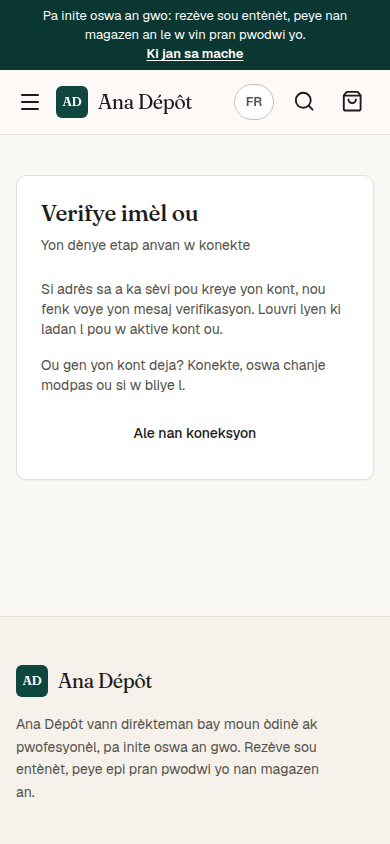 Pa inite oswa an gwo: rezève sou entènèt, peye nan
magazen an le w vin pran pwodwi yo.
Ki jan sa mache
AD Ana Dépôt FR
Verifye imèl ou
Yon dènye etap anvan w konekte
Si adrès sa a ka sèvi pou kreye yon kont, nou
fenk voye yon mesaj verifikasyon. Louvri lyen ki
ladan l pou w aktive kont ou.
Ou gen yon kont deja? Konekte, oswa chanje
modpas ou si w bliye l.
Ale nan koneksyon
AD Ana Dépôt
Ana Dépôt vann dirèkteman bay moun òdinè ak
pwofesyonèl, pa inite oswa an gwo. Rezève sou
entènèt, peye epi pran pwodwi yo nan magazen
an.